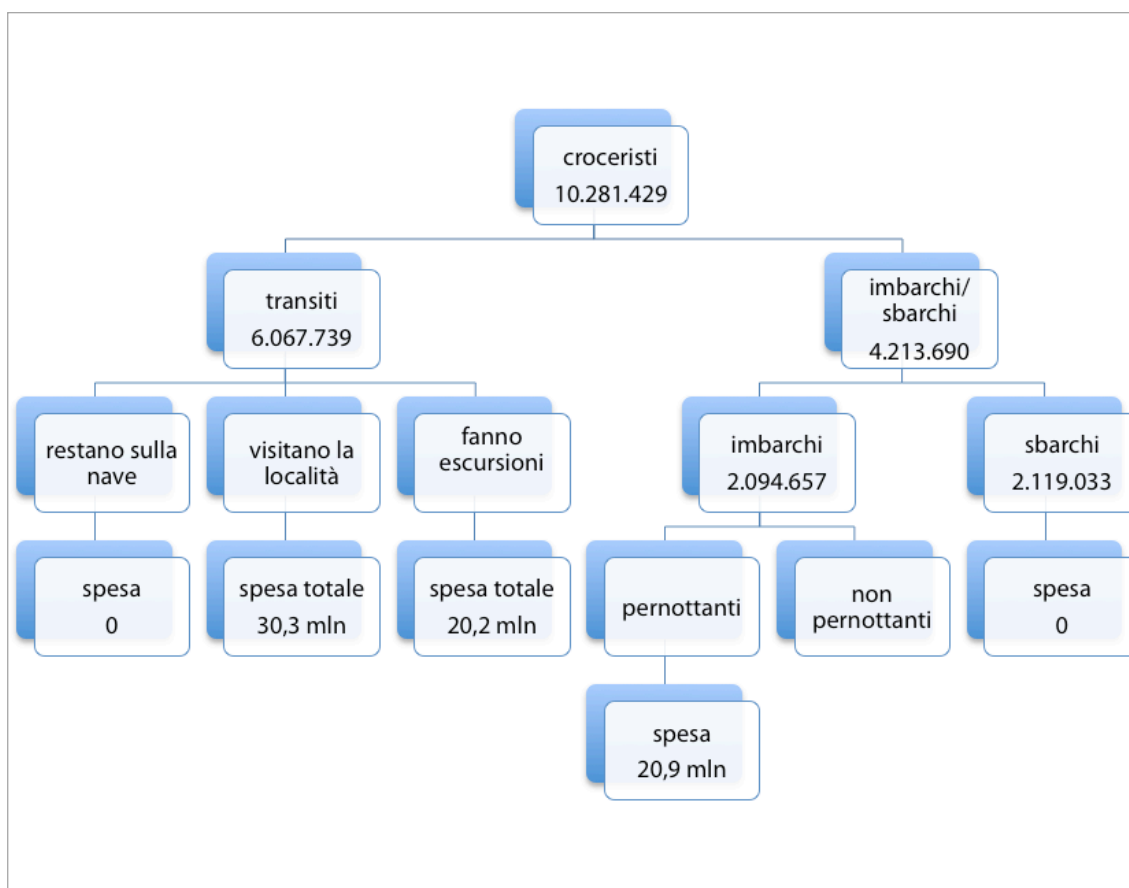 croceristi
10.281.429
transiti
6.067.739
imbarchi/
sbarchi
4.213.690
restano sulla
nave
visitano la
località
fanno
escursioni
imbarchi
2.094.657
sbarchi
2.119.033
spesa
0
spesa totale
30,3 mln
spesa totale
20,2 mln
pernottanti
non
pernottanti
spesa
0
spesa
20,9 mln